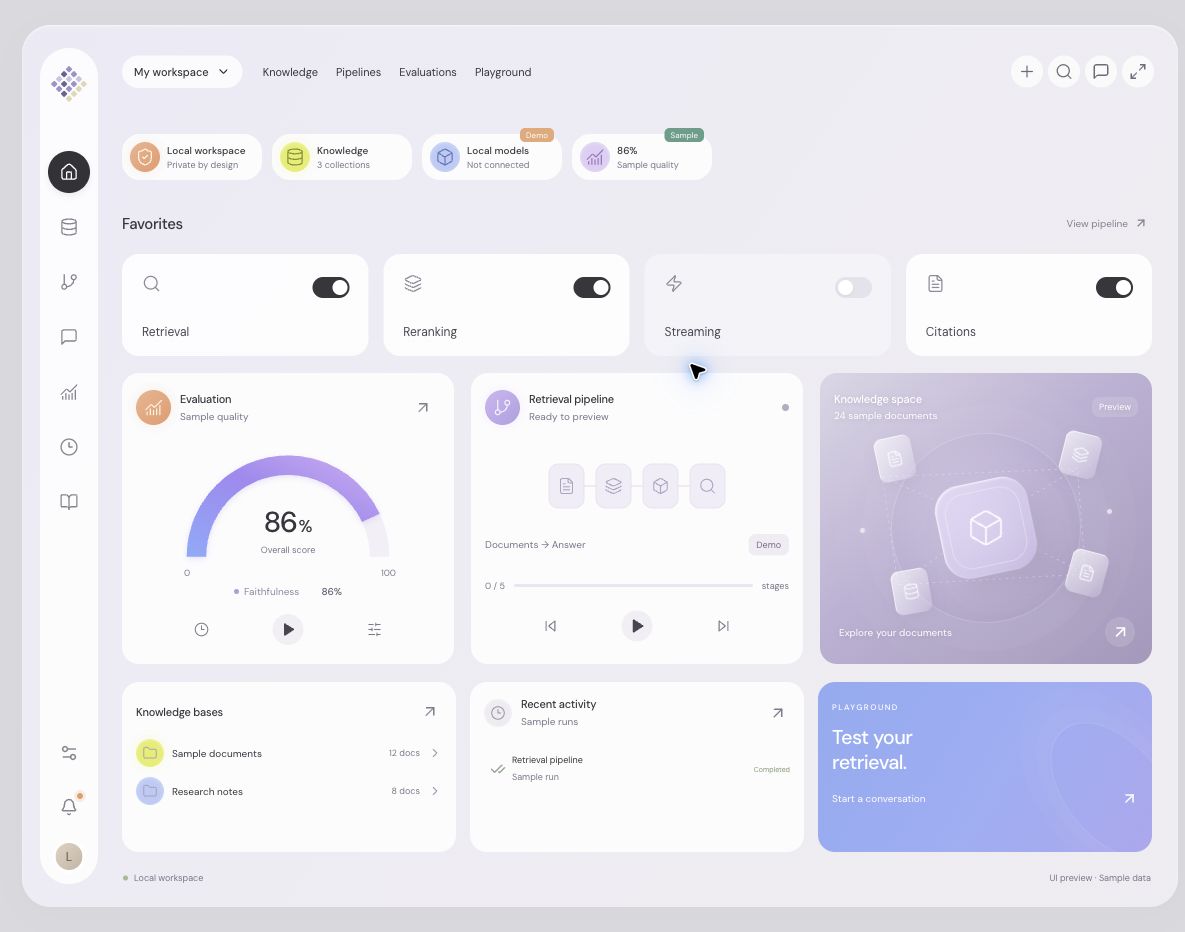 My workspace
Knowledge
Pipelines
Evaluations
Playground
Demo
Sample
Local workspace
Private by design
Knowledge
3 collections
Local models
Not connected
86%
Sample quality
Favorites
View pipeline
Retrieval
Reranking
Streaming
Citations
Evaluation
Sample quality
86%
Overall score
0
100
Faithfulness 86%
Retrieval pipeline
Ready to preview
Documents → Answer
Demo
0 / 5
stages
Knowledge space
24 sample documents
Preview
Explore your documents
Knowledge bases
Sample documents
12 docs
Research notes
8 docs
Recent activity
Sample runs
Retrieval pipeline
Sample run
Completed
PLAYGROUND
Test your
retrieval.
Start a conversation
L
Local workspace
UI preview · Sample data